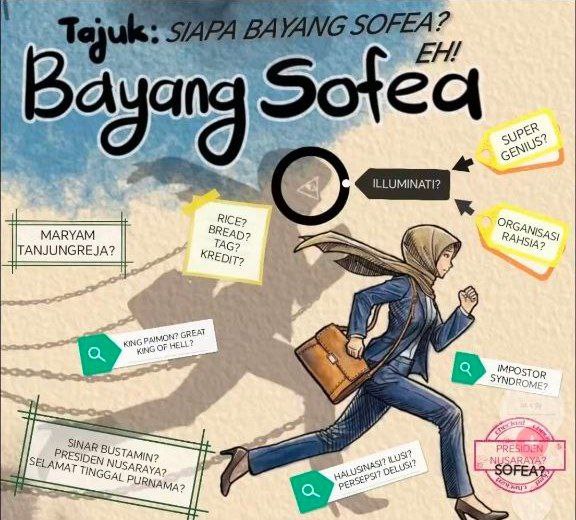 Tajuk: SIAPA BAYANG SOFEA?
EH!
Bayang Sofea
SUPER
GENIUS?
ILLUMINATI?
ORGANISASI
RAHSIA?
RICE?
BREAD?
TAG?
KREDIT?
MARYAM
TANJUNGREJA?
KING PAIMON? GREAT
KING OF HELL?
IMPOSTOR
SYNDROME?
SINAR BUSTAMIN?
PRESIDEN NUSARAYA?
SELAMAT TINGGAL PURNAMA?
HALUSINASI? ILUSI?
PERSEPSI? DELUSI?
PRESIDEN
NUSARAYA?
SOFEA?